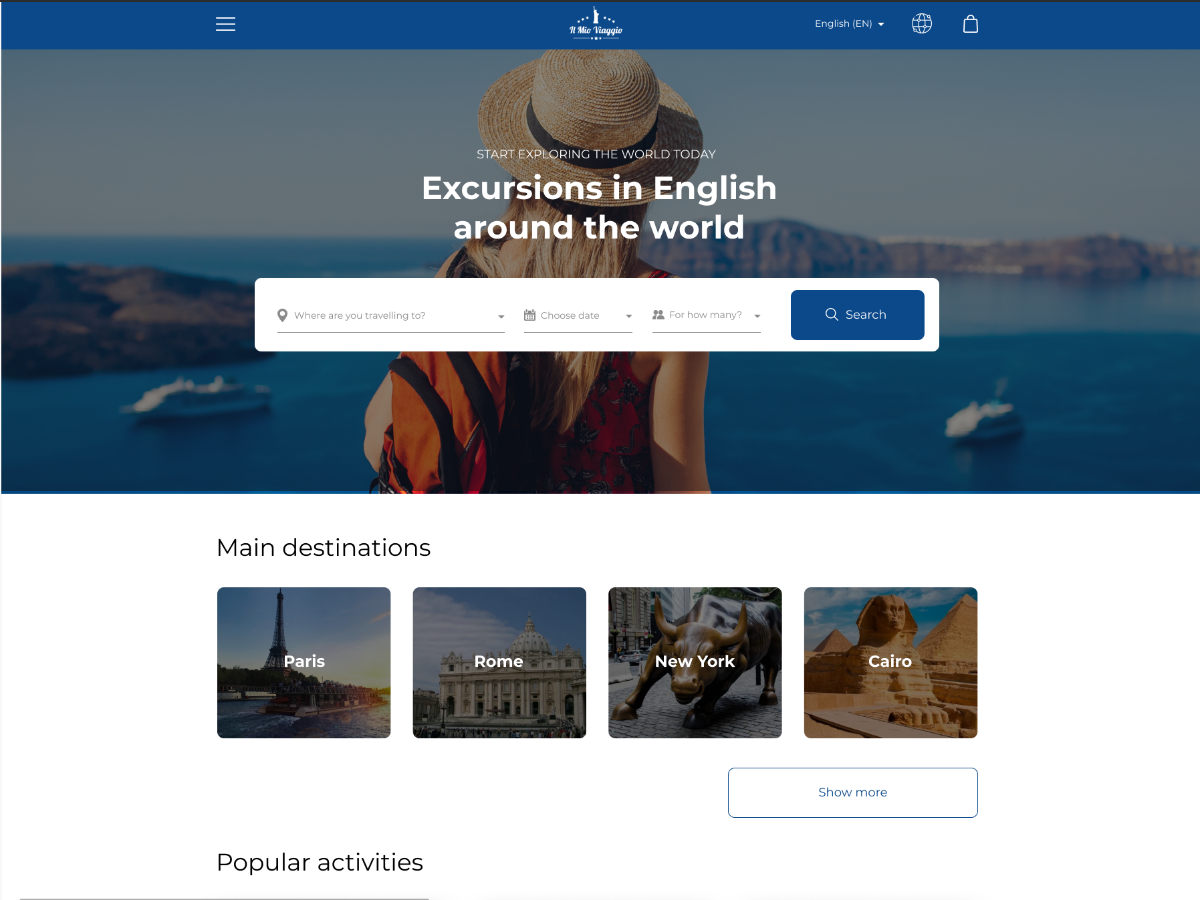 Il Mio Viaggio
English (EN)
START EXPLORING THE WORLD TODAY
Excursions in English
around the world
Where are you travelling to?
Choose date
For how many?
Search
Main destinations
Paris
Rome
New York
Cairo
Show more
Popular activities